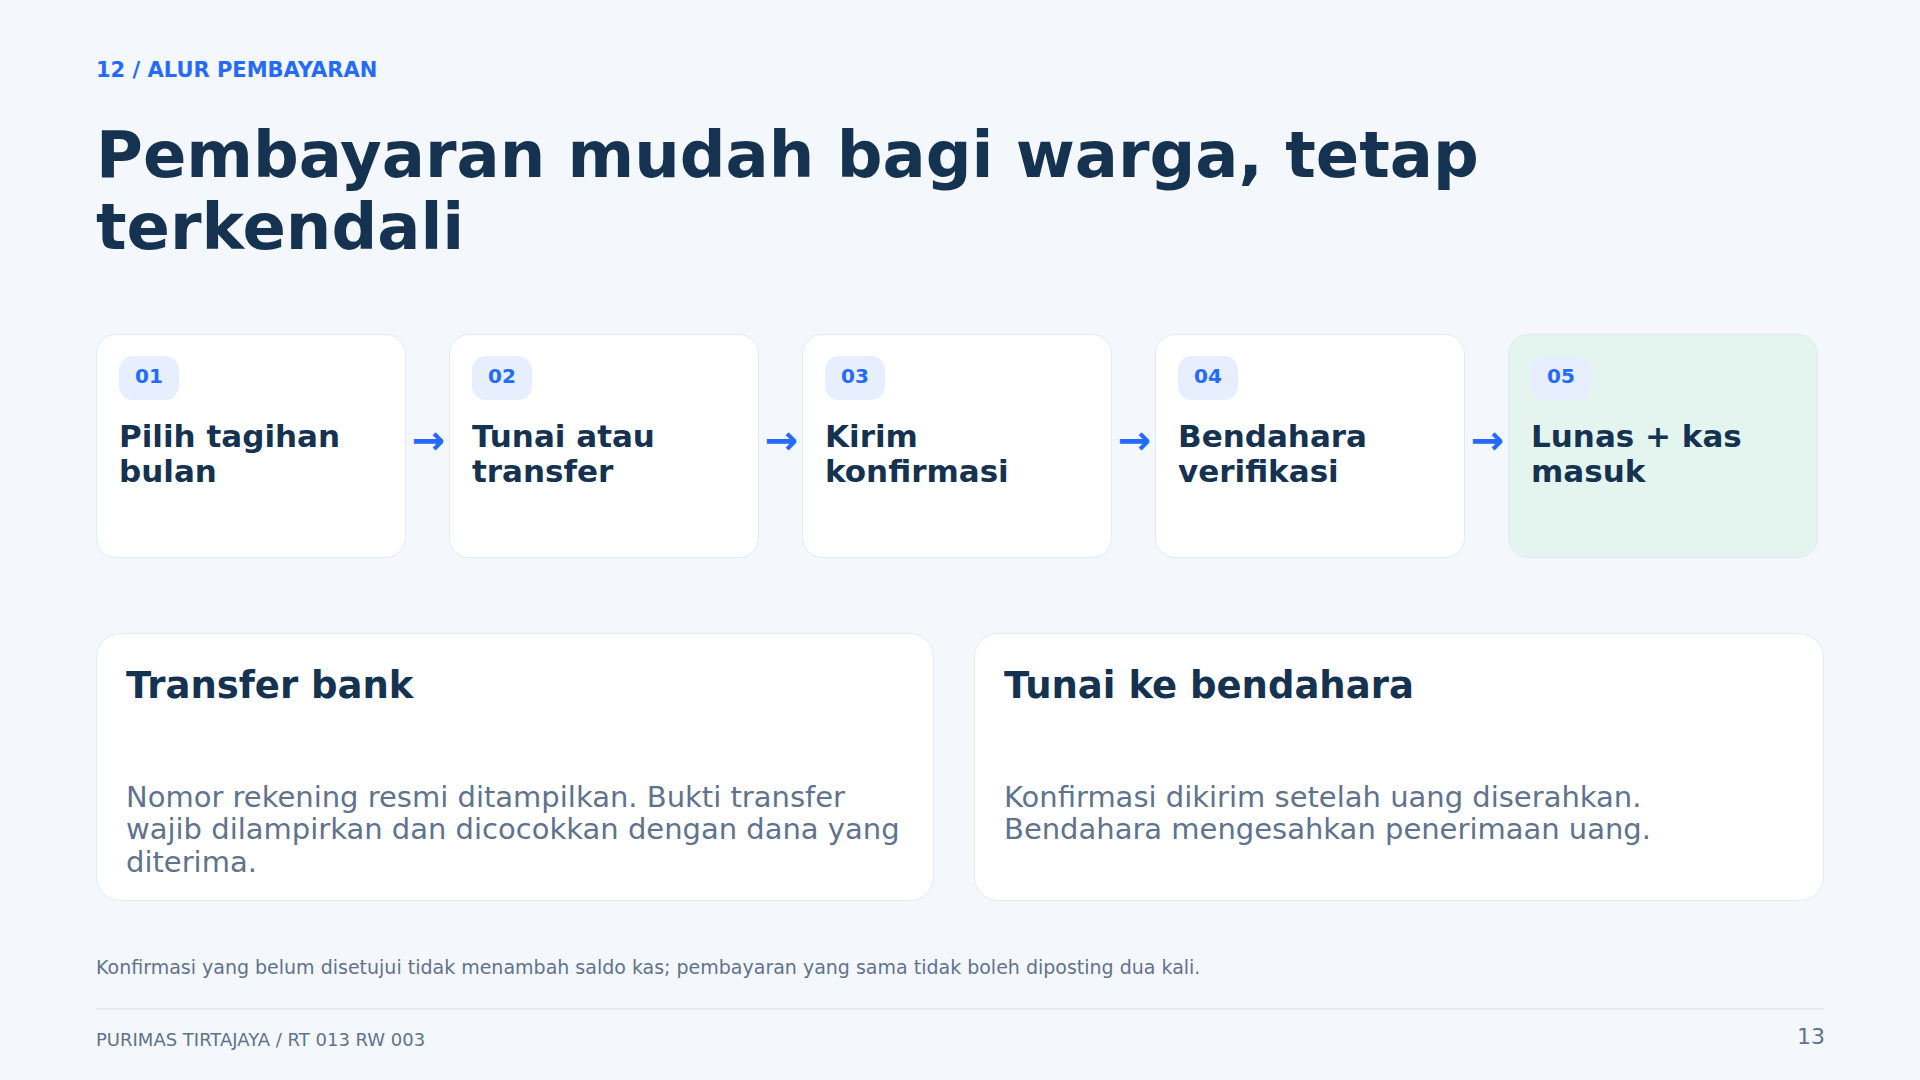 12 / ALUR PEMBAYARAN
Pembayaran mudah bagi warga, tetap
terkendali
01
Pilih tagihan
bulan
→
02
Tunai atau
transfer
→
03
Kirim
konfirmasi
→
04
Bendahara
verifikasi
→
05
Lunas + kas
masuk
Transfer bank
Nomor rekening resmi ditampilkan. Bukti transfer
wajib dilampirkan dan dicocokkan dengan dana yang
diterima.
Tunai ke bendahara
Konfirmasi dikirim setelah uang diserahkan.
Bendahara mengesahkan penerimaan uang.
Konfirmasi yang belum disetujui tidak menambah saldo kas; pembayaran yang sama tidak boleh diposting dua kali.
PURIMAS TIRTAJAYA / RT 013 RW 003
13